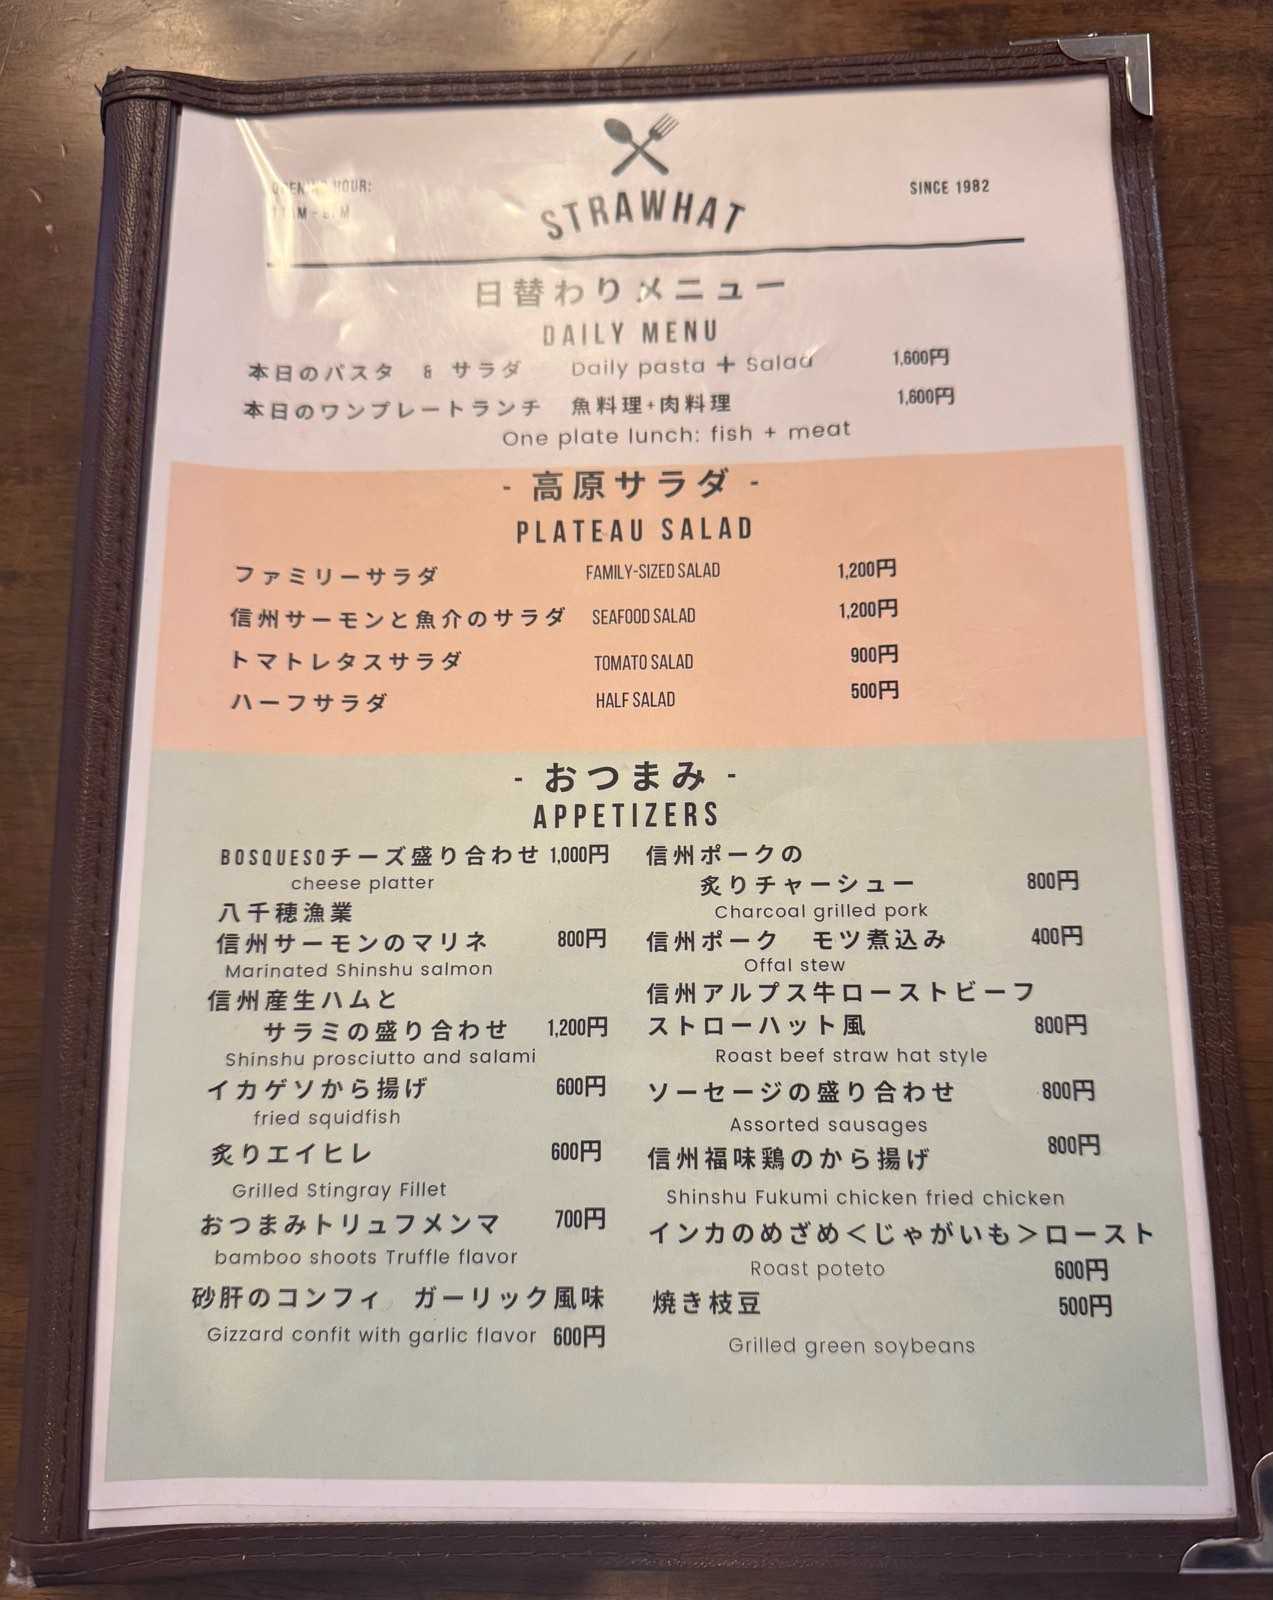 OPENING HOUR:
SINCE 1982
STRAWHAT
日替わりメニュー
DAILY MENU
本日のパスタ & サラダ Daily pasta + Salad 1,600円
本日のワンプレートランチ 魚料理+肉料理 1,600円
One plate lunch: fish + meat
- 高原サラダ -
PLATEAU SALAD
ファミリーサラダ FAMILY-SIZED SALAD 1,200円
信州サーモンと魚介のサラダ SEAFOOD SALAD 1,200円
トマトレタスサラダ TOMATO SALAD 900円
ハーフサラダ HALF SALAD 500円
- おつまみ -
APPETIZERS
BOSQUESOチーズ盛り合わせ 1,000円
cheese platter
八千穂漁業
信州サーモンのマリネ 800円
Marinated Shinshu salmon
信州産生ハムと
サラミの盛り合わせ 1,200円
Shinshu prosciutto and salami
イカゲソから揚げ 600円
fried squidfish
炙りエイヒレ 600円
Grilled Stingray Fillet
おつまみトリュフメンマ 700円
bamboo shoots Truffle flavor
砂肝のコンフィ ガーリック風味
Gizzard confit with garlic flavor 600円
信州ポークの
炙りチャーシュー 800円
Charcoal grilled pork
信州ポーク モツ煮込み 400円
Offal stew
信州アルプス牛ローストビーフ
ストローハット風 800円
Roast beef straw hat style
ソーセージの盛り合わせ 800円
Assorted sausages
信州福味鶏のから揚げ 800円
Shinshu Fukumi chicken fried chicken
インカのめざめ<じゃがいも>ロースト
Roast poteto 600円
焼き枝豆 500円
Grilled green soybeans